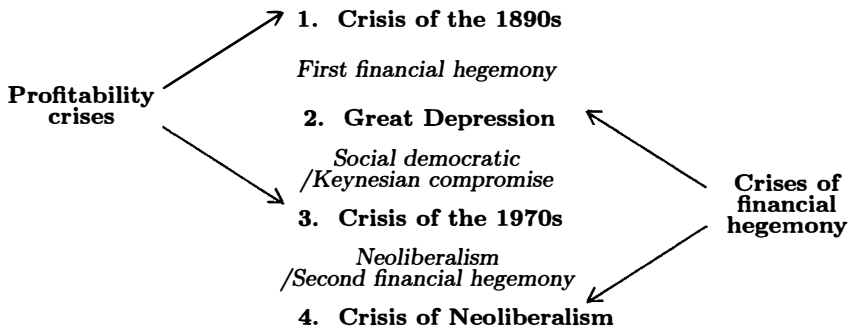 1. Crisis of the 1890s
First financial hegemony
Profitability
crises
2. Great Depression
Social democratic
/Keynesian compromise
3. Crisis of the 1970s
Crises of
financial
hegemony
Neoliberalism
/Second financial hegemony
4. Crisis of Neoliberalism